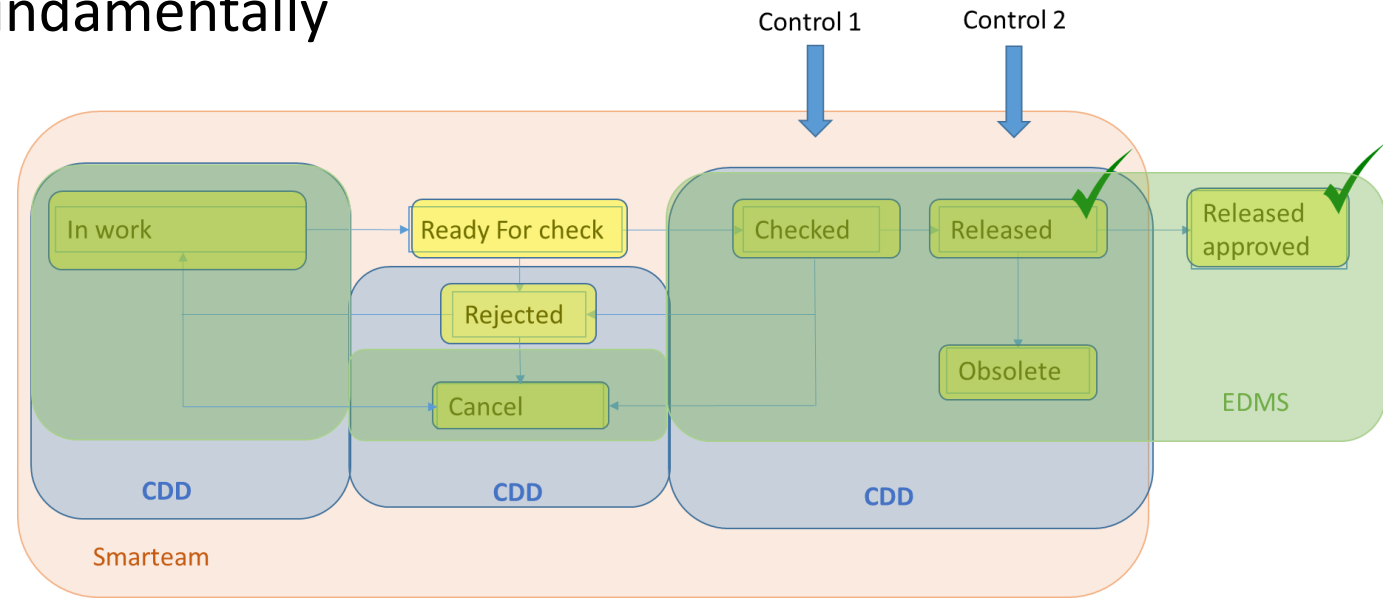 Control 1
Control 2
In work
Ready For check
Checked
Released
Released
approved
Rejected
Obsolete
Cancel
EDMS
CDD
CDD
CDD
Smarteam